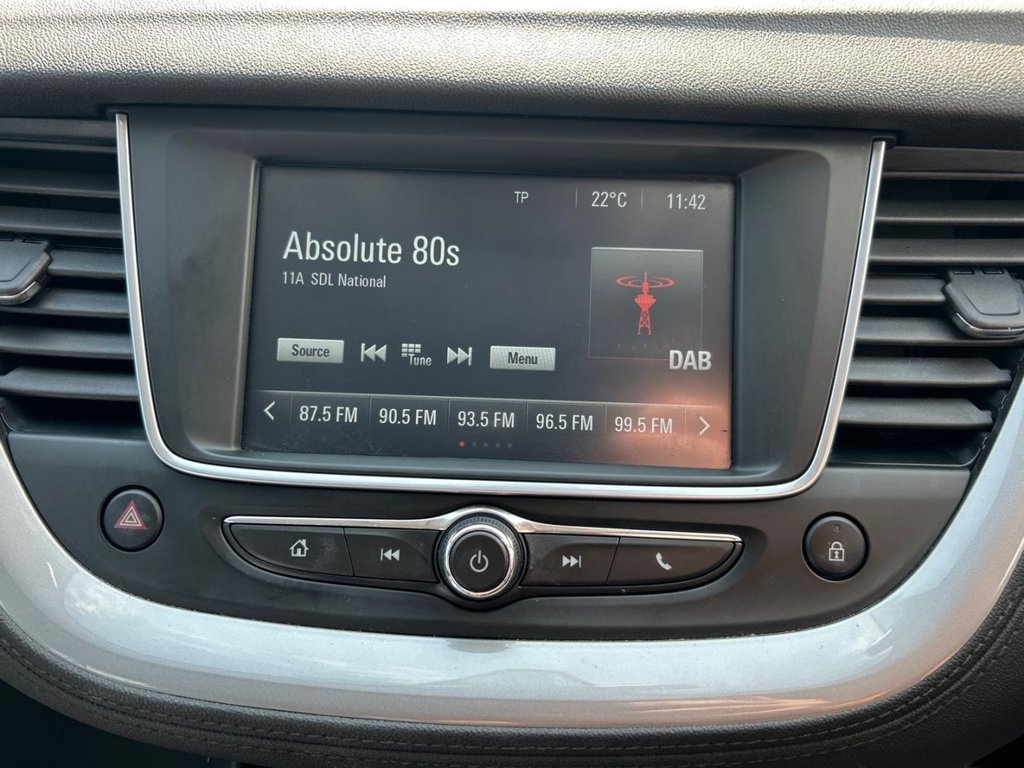 TP 22°C 11:42
Absolute 80s
11A SDL National
Source Tune Menu
DAB
87.5 FM 90.5 FM 93.5 FM 96.5 FM 99.5 FM